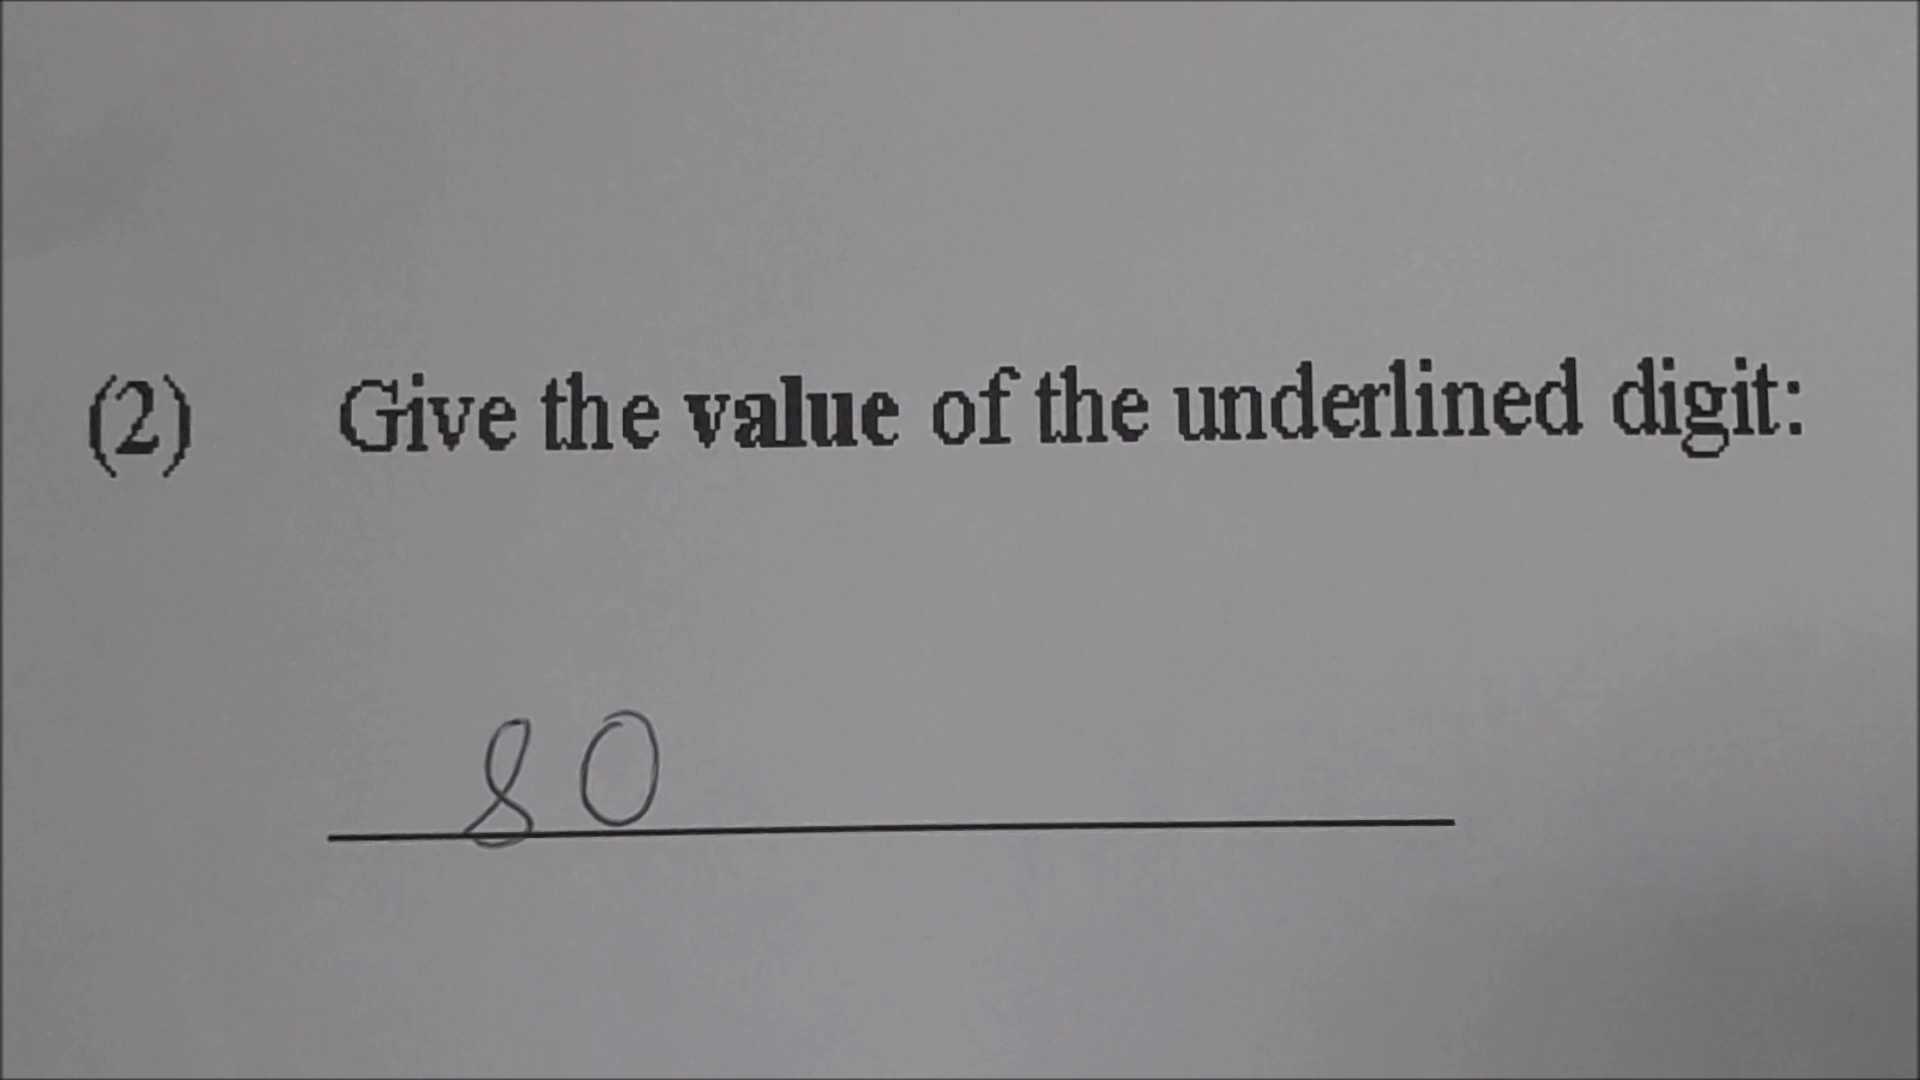 (2) Give the value of the underlined digit:
80